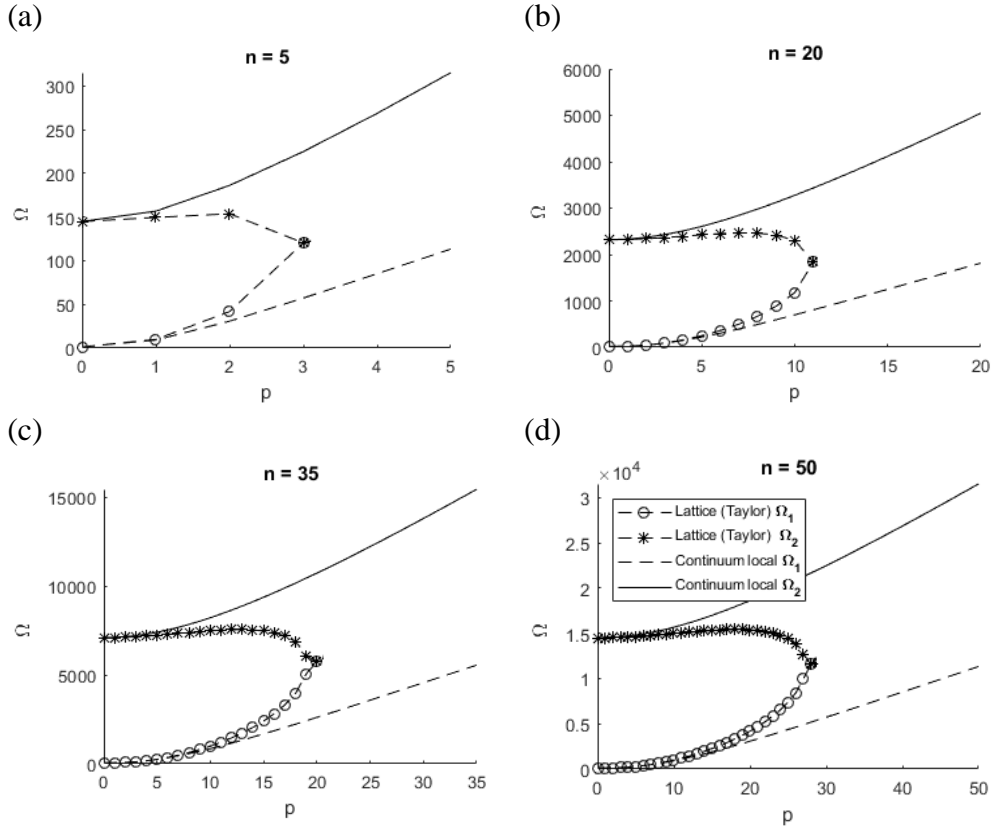 (a)
n = 5
300
250
200
150
100
50
0
Ω
0 1 2 3 4 5
p
(b)
n = 20
6000
5000
4000
3000
2000
1000
0
Ω
0 5 10 15 20
p
(c)
n = 35
15000
10000
5000
0
Ω
0 5 10 15 20 25 30 35
p
(d)
n = 50
× 10^4
3
2.5
2
1.5
1
0.5
0
Ω
0 10 20 30 40 50
p
Lattice (Taylor) Ω₁
Lattice (Taylor) Ω₂
Continuum local Ω₁
Continuum local Ω₂